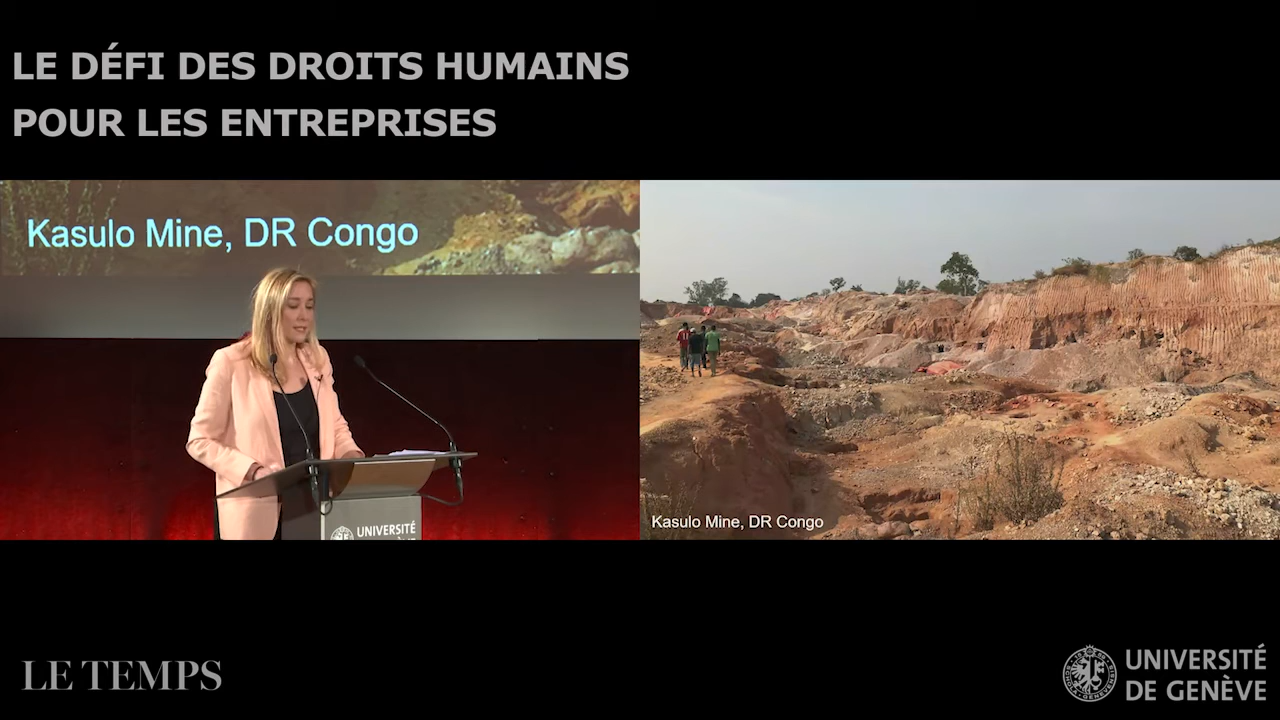 LE DÉFI DES DROITS HUMAINS
POUR LES ENTREPRISES
Kasulo Mine, DR Congo
UNIVERSITÉ
Kasulo Mine, DR Congo
LE TEMPS
UNIVERSITÉ
DE GENÈVE